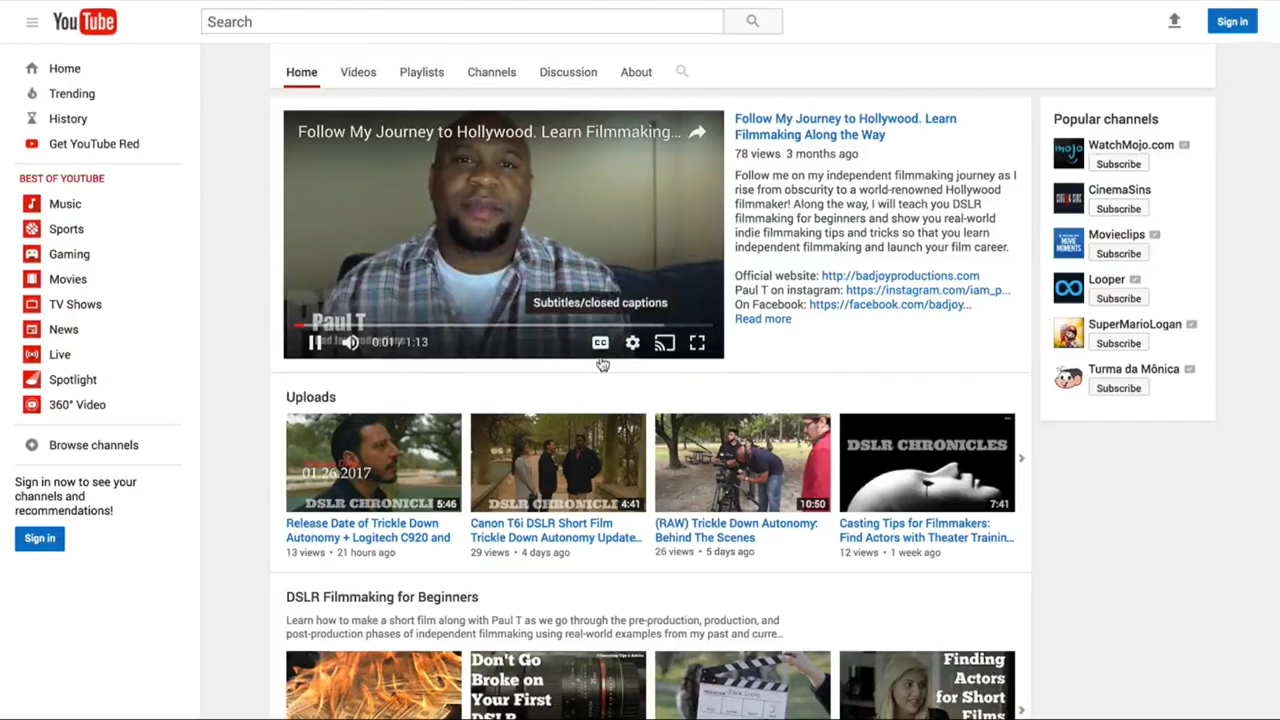 YouTube
Search
Sign in
Home
Trending
History
Get YouTube Red
BEST OF YOUTUBE
Music
Sports
Gaming
Movies
TV Shows
News
Live
Spotlight
360° Video
Browse channels
Sign in now to see your
channels and
recommendations!
Sign in
Home Videos Playlists Channels Discussion About
Follow My Journey to Hollywood. Learn Filmmaking...
Subtitles/closed captions
Paul T
0:01 / 1:13
CC
Follow My Journey to Hollywood. Learn
Filmmaking Along the Way
78 views 3 months ago
Follow me on my independent filmmaking journey as I
rise from obscurity to a world-renowned Hollywood
filmmaker! Along the way, I will teach you DSLR
filmmaking for beginners and show you real-world
indie filmmaking tips and tricks so that you learn
independent filmmaking and launch your film career.
Official website: http://badjoyproductions.com
Paul T on instagram: https://instagram.com/iam_p...
On Facebook: https://facebook.com/badjoy...
Read more
Uploads
01.26.2017
DSLR CHRONICLI
5:46
Release Date of Trickle Down
Autonomy + Logitech C920 and
13 views • 21 hours ago
DSLR CHRONICLI
4:41
Canon T6i DSLR Short Film
Trickle Down Autonomy Update...
29 views • 4 days ago
10:50
(RAW) Trickle Down Autonomy:
Behind The Scenes
26 views • 5 days ago
DSLR CHRONICLES
7:41
Casting Tips for Filmmakers:
Find Actors with Theater Trainin...
12 views • 1 week ago
DSLR Filmmaking for Beginners
Learn how to make a short film along with Paul T as we go through the pre-production, production, and
post-production phases of independent filmmaking using real-world examples from my past and curre...
Don't Go
Broke on
Your First
DSLR
Finding
Actors
for Short
Films
Popular channels
mojo
WatchMojo.com
Subscribe
CinemaSins
Subscribe
MOVIE
MOMENTS
Movieclips
Subscribe
Looper
Subscribe
SuperMarioLogan
Subscribe
Turma da Mônica
Subscribe